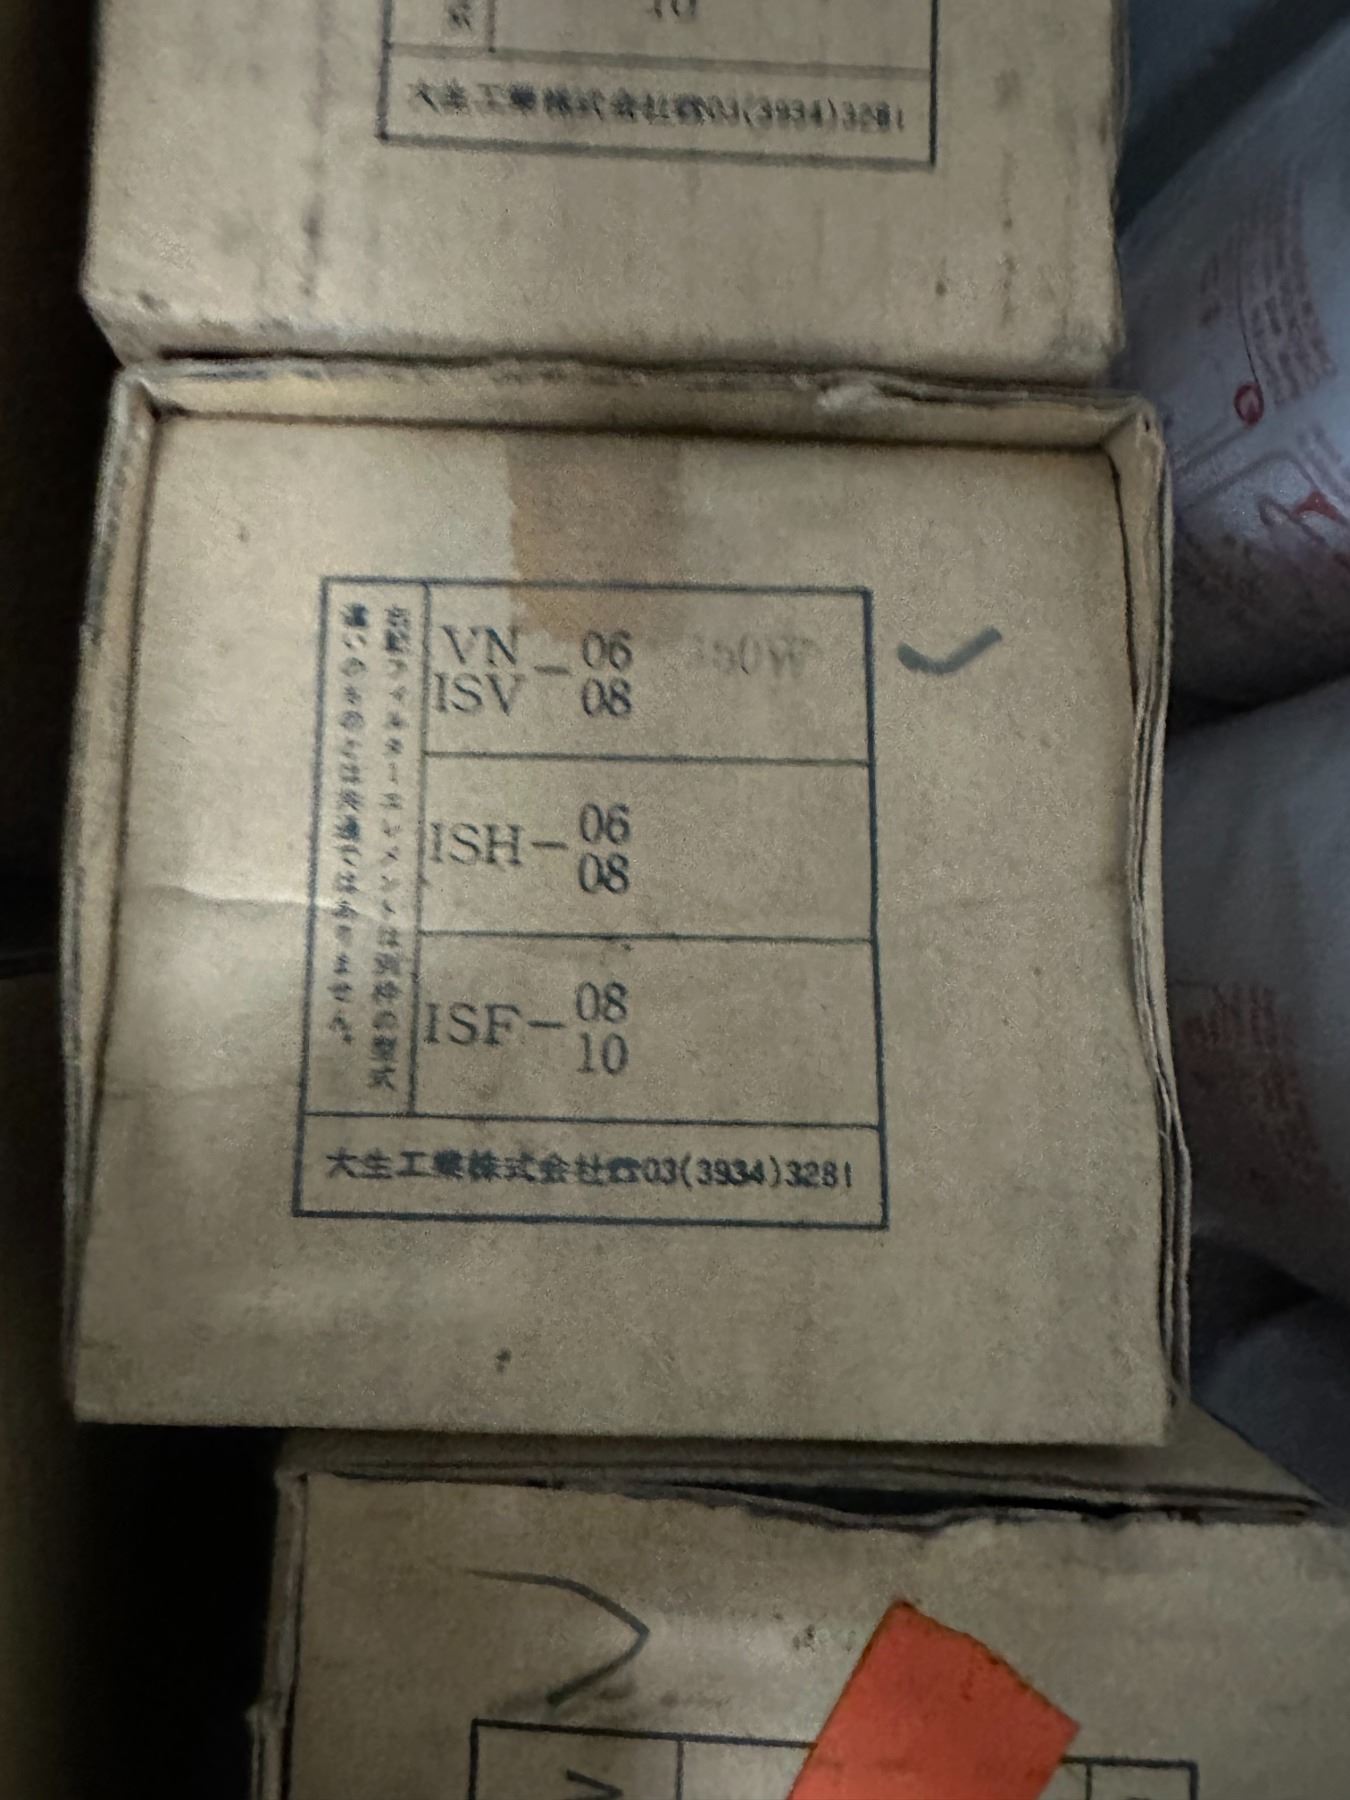 10
大生工業株式会社☎03(3934)3281
VN
ISV
-
06
08
150W
ISH-
06
08
ISF-
08
10
右記フィルターエレメントは別枠の型式
違いのものとは共通ではありません。
大生工業株式会社☎03(3934)3281
V